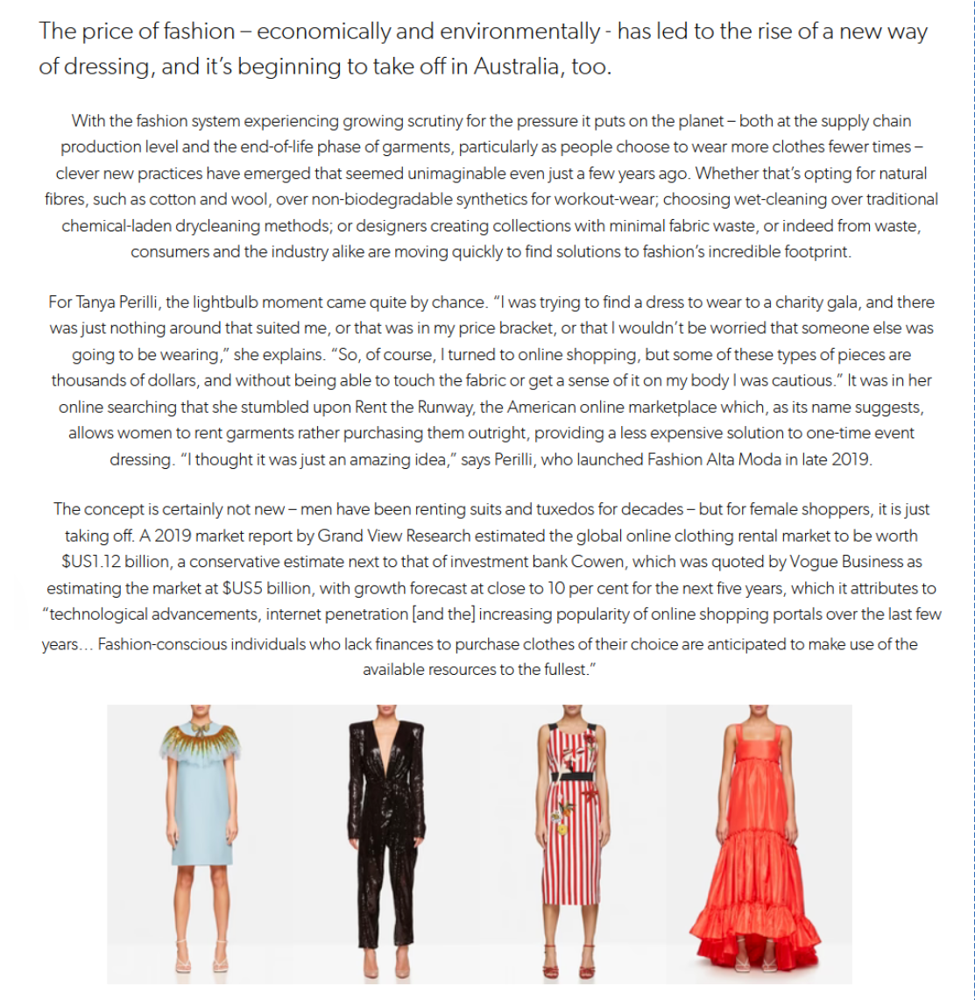 The price of fashion – economically and environmentally - has led to the rise of a new way
of dressing, and it's beginning to take off in Australia, too.
With the fashion system experiencing growing scrutiny for the pressure it puts on the planet – both at the supply chain
production level and the end-of-life phase of garments, particularly as people choose to wear more clothes fewer times –
clever new practices have emerged that seemed unimaginable even just a few years ago. Whether that's opting for natural
fibres, such as cotton and wool, over non-biodegradable synthetics for workout-wear; choosing wet-cleaning over traditional
chemical-laden drycleaning methods; or designers creating collections with minimal fabric waste, or indeed from waste,
consumers and the industry alike are moving quickly to find solutions to fashion's incredible footprint.
For Tanya Perilli, the lightbulb moment came quite by chance. "I was trying to find a dress to wear to a charity gala, and there
was just nothing around that suited me, or that was in my price bracket, or that I wouldn't be worried that someone else was
going to be wearing," she explains. "So, of course, I turned to online shopping, but some of these types of pieces are
thousands of dollars, and without being able to touch the fabric or get a sense of it on my body I was cautious." It was in her
online searching that she stumbled upon Rent the Runway, the American online marketplace which, as its name suggests,
allows women to rent garments rather purchasing them outright, providing a less expensive solution to one-time event
dressing. "I thought it was just an amazing idea," says Perilli, who launched Fashion Alta Moda in late 2019.
The concept is certainly not new – men have been renting suits and tuxedos for decades – but for female shoppers, it is just
taking off. A 2019 market report by Grand View Research estimated the global online clothing rental market to be worth
$US1.12 billion, a conservative estimate next to that of investment bank Cowen, which was quoted by Vogue Business as
estimating the market at $US5 billion, with growth forecast at close to 10 per cent for the next five years, which it attributes to
"technological advancements, internet penetration [and the] increasing popularity of online shopping portals over the last few
years… Fashion-conscious individuals who lack finances to purchase clothes of their choice are anticipated to make use of the
available resources to the fullest."